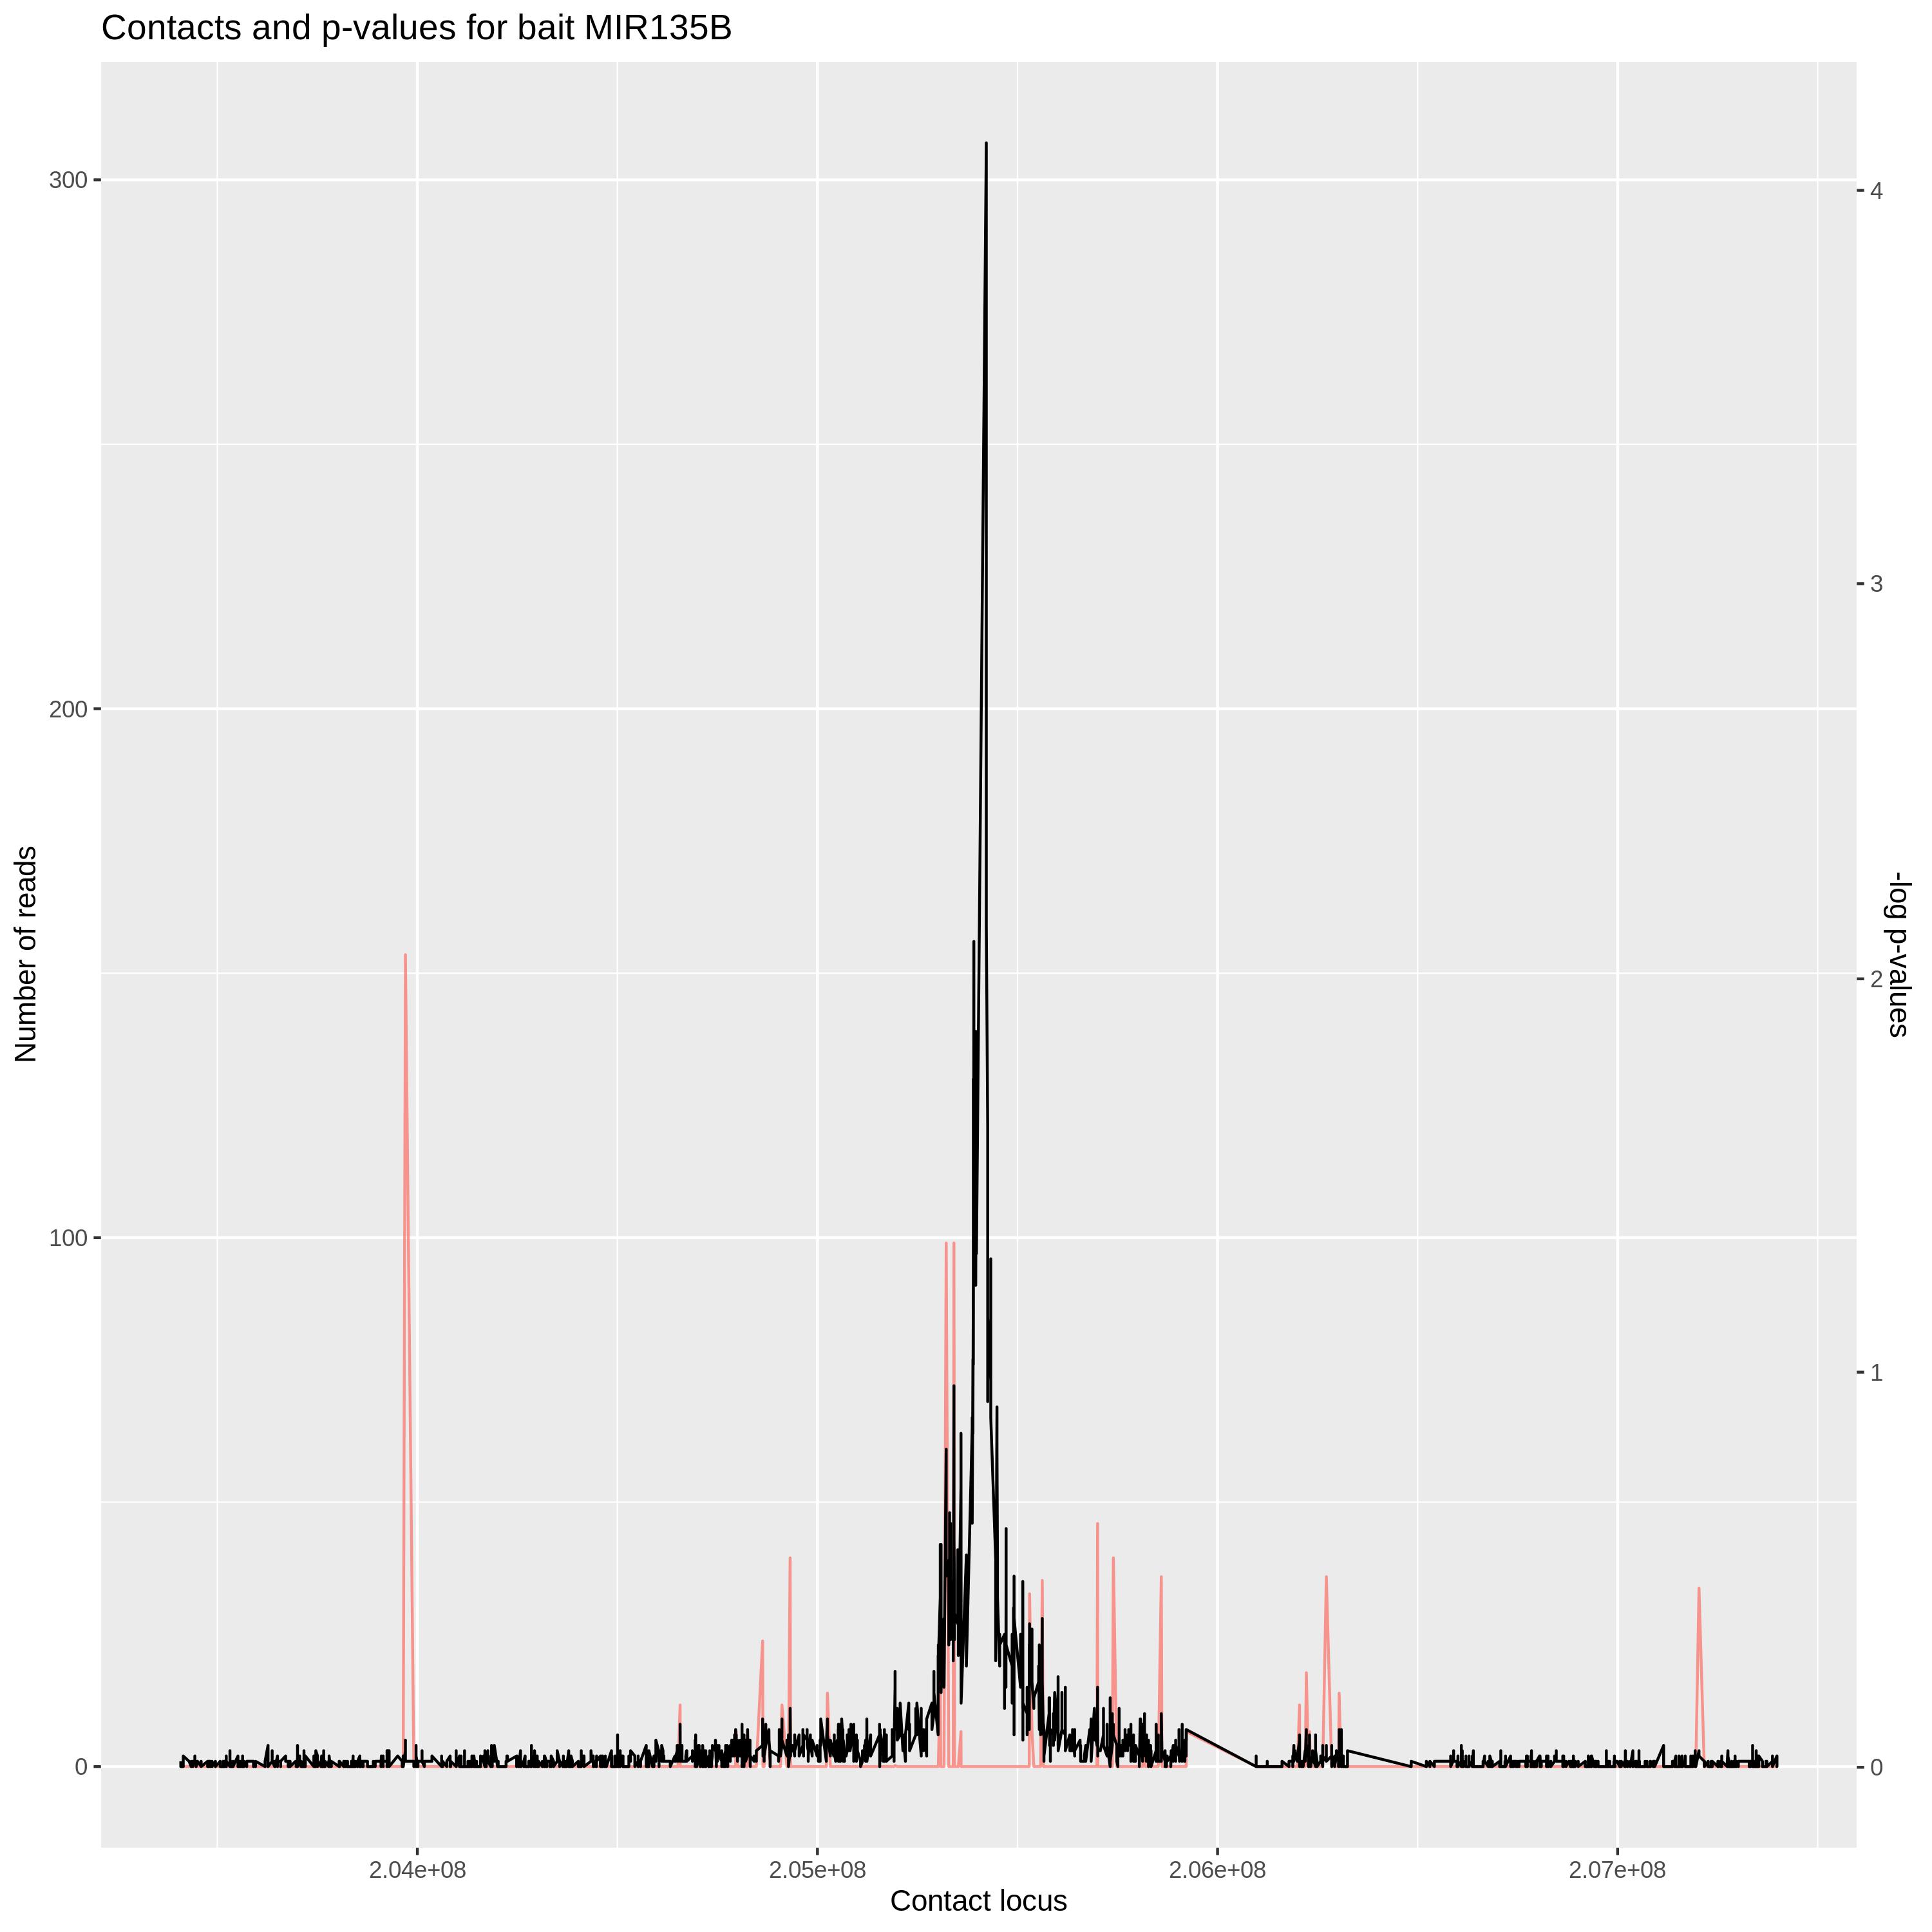 Contacts and p-values for bait MIR135B
300
200
100
0
4
3
2
1
0
Number of reads
-log p-values
2.04e+08 2.05e+08 2.06e+08 2.07e+08
Contact locus